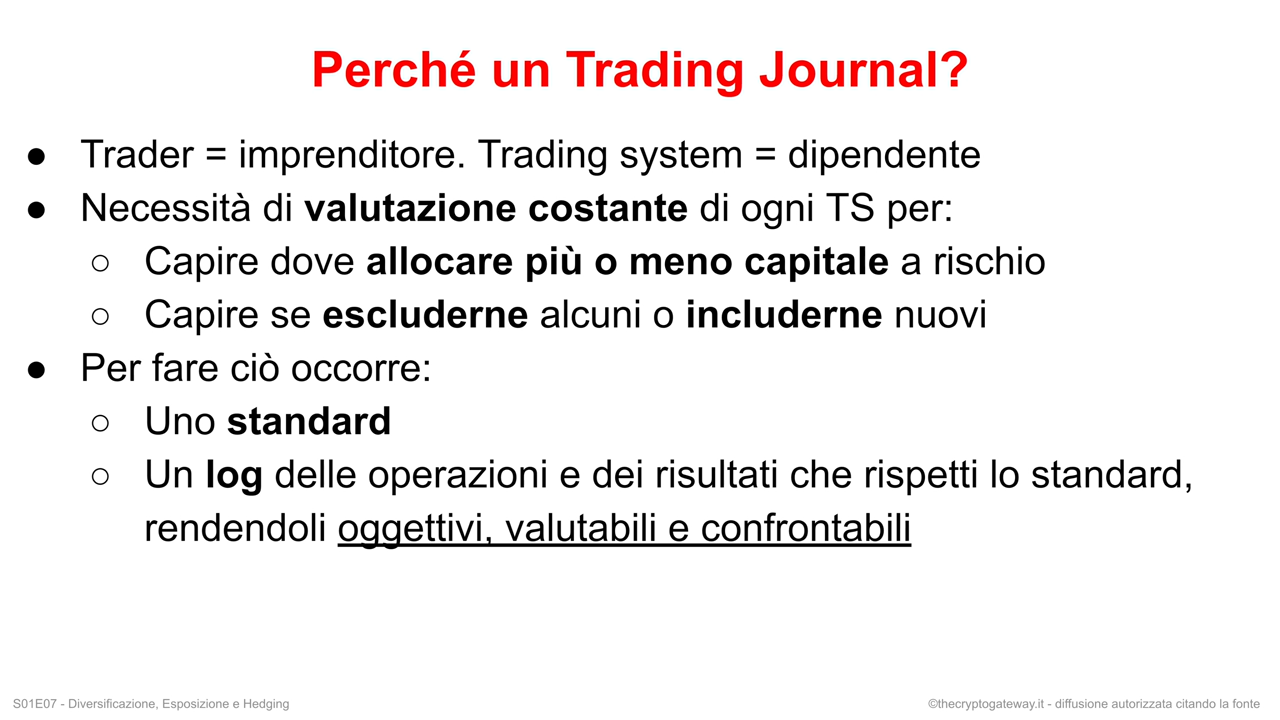 Perché un Trading Journal?
● Trader = imprenditore. Trading system = dipendente
● Necessità di valutazione costante di ogni TS per:
○ Capire dove allocare più o meno capitale a rischio
○ Capire se escluderne alcuni o includerne nuovi
● Per fare ciò occorre:
○ Uno standard
○ Un log delle operazioni e dei risultati che rispetti lo standard,
rendendoli oggettivi, valutabili e confrontabili
S01E07 - Diversificazione, Esposizione e Hedging
©thecryptogateway.it - diffusione autorizzata citando la fonte